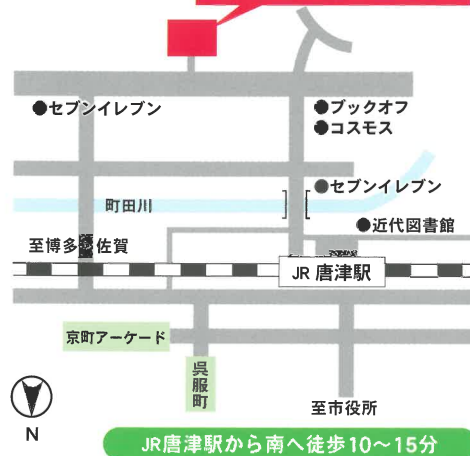 セブンイレブン
ブックオフ
コスモス
セブンイレブン
町田川
近代図書館
至博多 佐賀
JR 唐津駅
京町アーケード
呉服町
至市役所
N
JR唐津駅から南へ徒歩10〜15分